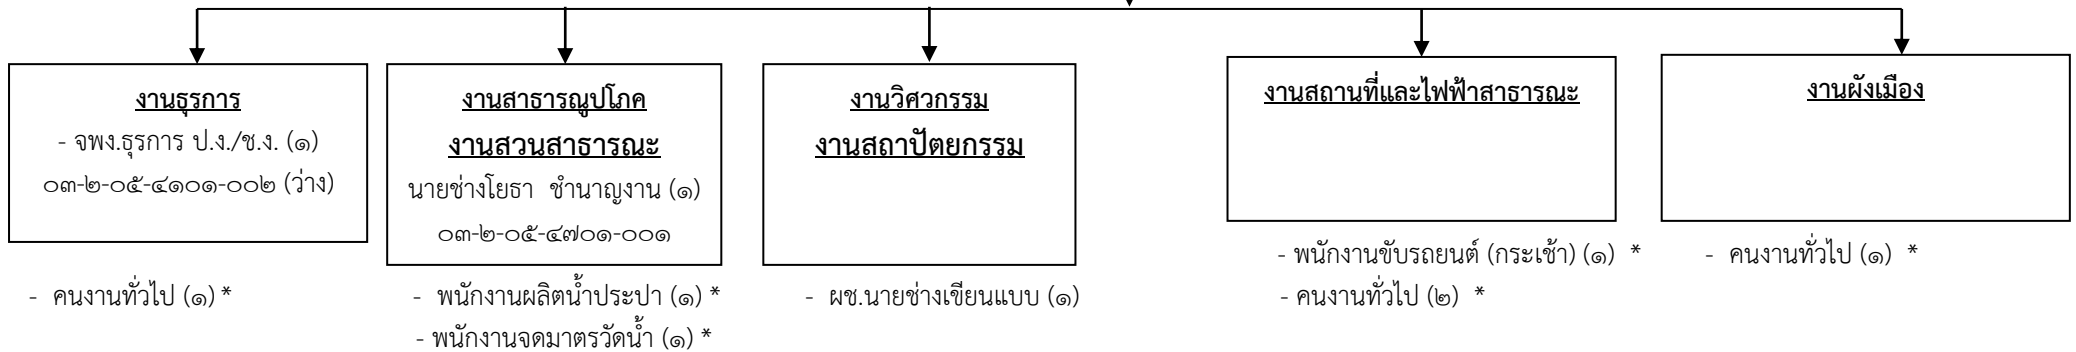 งานธุรการ
- จพง.ธุรการ ป.ง./ช.ง. (๑)
๐๓-๒-๐๕-๔๑๐๑-๐๐๒ (ว่าง)
- คนงานทั่วไป (๑) *
งานสาธารณูปโภค
งานสวนสาธารณะ
นายช่างโยธา ชำนาญงาน (๑)
๐๓-๒-๐๕-๔๗๐๑-๐๐๑
- พนักงานผลิตน้ำประปา (๑) *
- พนักงานจดมาตรวัดน้ำ (๑) *
งานวิศวกรรม
งานสถาปัตยกรรม
- ผช.นายช่างเขียนแบบ (๑)
งานสถานที่และไฟฟ้าสาธารณะ
- พนักงานขับรถยนต์ (กระเช้า) (๑) *
- คนงานทั่วไป (๒) *
งานผังเมือง
- คนงานทั่วไป (๑) *